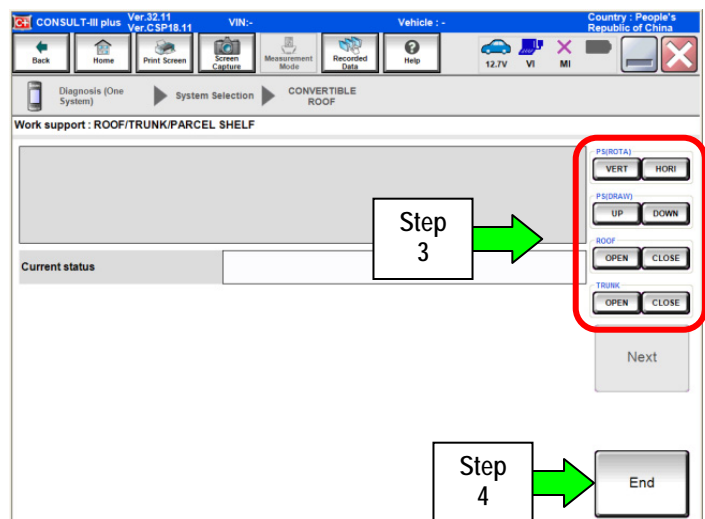 CONSULT-III plus Ver.32.11 VIN:- Vehicle : - Country : People's
Ver.CSP18.11 Republic of China
Back Home Print Screen Screen Capture Measurement Mode Recorded Data Help 12.7V VI MI
Diagnosis (One System) System Selection CONVERTIBLE ROOF
Work support : ROOF/TRUNK/PARCEL SHELF
PS(ROTA)
VERT HORI
PS(DRAW)
UP DOWN
Step
3
ROOF
OPEN CLOSE
Current status
TRUNK
OPEN CLOSE
Next
Step
4
End